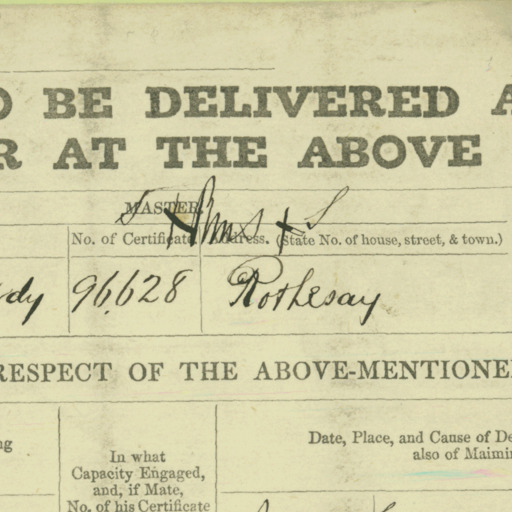 O BE DELIVERED A
R AT THE ABOVE
MASTER
No. of Certificate. Address. (State No. of house, street, & town.)
dy 96,628 Rothesay
RESPECT OF THE ABOVE-MENTIONE
ng
Date, Place, and Cause of De
also of Maimin
In what
Capacity Engaged,
and, if Mate,
No. of his Certificate